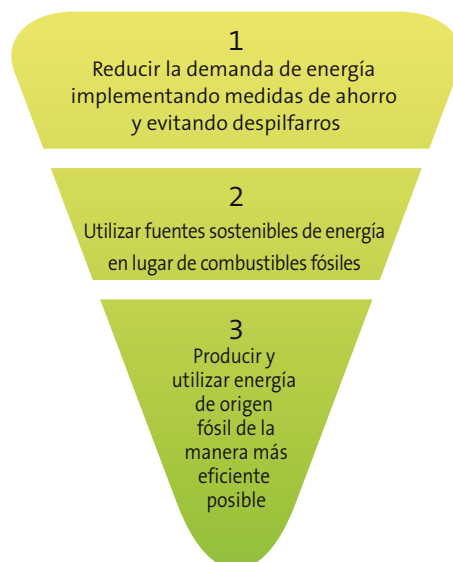 1
Reducir la demanda de energía
implementando medidas de ahorro
y evitando despilfarros
2
Utilizar fuentes sostenibles de energía
en lugar de combustibles fósiles
3
Producir y
utilizar energía
de origen
fósil de la
manera más
eficiente
posible